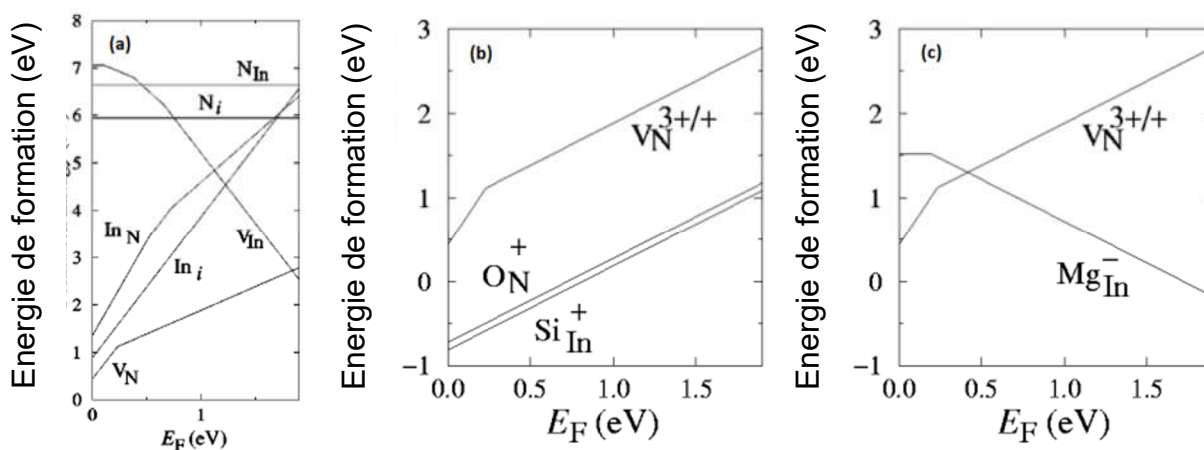 Energie de formation (eV)
8
7
6
5
4
3
2
1
0
(a)
N_In
N_i
In_N
V_In
In_i
V_N
0
1
E_F (eV)
Energie de formation (eV)
3
2
1
0
−1
(b)
V_N^3+/+
O_N^+
Si_In^+
0.0
0.5
1.0
1.5
E_F (eV)
Energie de formation (eV)
3
2
1
0
−1
(c)
V_N^3+/+
Mg_In^−
0.0
0.5
1.0
1.5
E_F (eV)